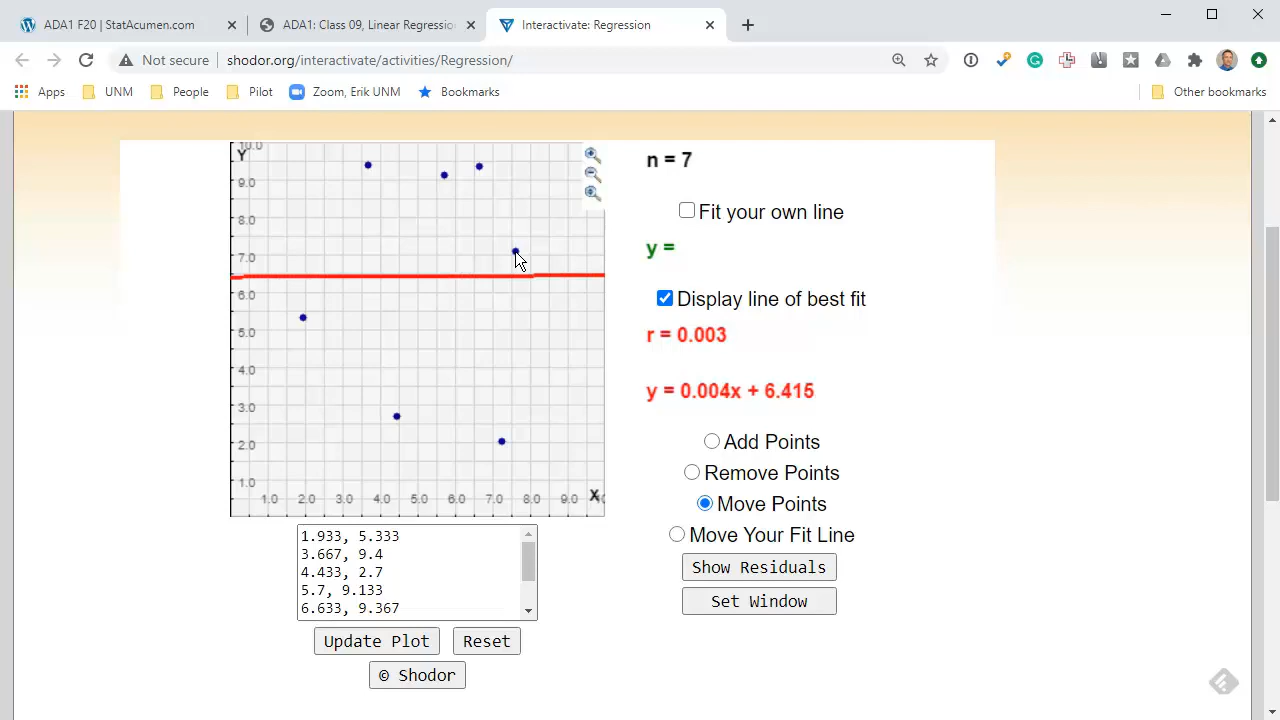 ADA1 F20 | StatAcumen.com
ADA1: Class 09, Linear Regressio
Interactivate: Regression
Not secure
shodor.org/interactivate/activities/Regression/
Apps
UNM
People
Pilot
Zoom, Erik UNM
Bookmarks
Other bookmarks
Y
10.0
9.0
8.0
7.0
6.0
5.0
4.0
3.0
2.0
1.0
1.0 2.0 3.0 4.0 5.0 6.0 7.0 8.0 9.0 X
n = 7
Fit your own line
y =
Display line of best fit
r = 0.003
y = 0.004x + 6.415
Add Points
Remove Points
Move Points
Move Your Fit Line
Show Residuals
Set Window
1.933, 5.333
3.667, 9.4
4.433, 2.7
5.7, 9.133
6.633, 9.367
Update Plot
Reset
© Shodor